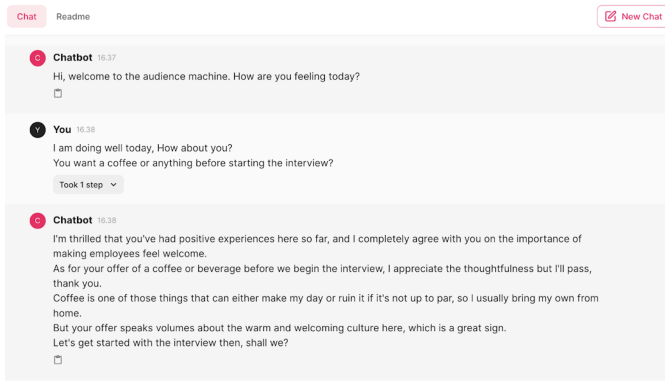 Chat Readme New Chat
C Chatbot 16.37
Hi, welcome to the audience machine. How are you feeling today?
Y You 16.38
I am doing well today, How about you?
You want a coffee or anything before starting the interview?
Took 1 step
C Chatbot 16.38
I'm thrilled that you've had positive experiences here so far, and I completely agree with you on the importance of
making employees feel welcome.
As for your offer of a coffee or beverage before we begin the interview, I appreciate the thoughtfulness but I'll pass,
thank you.
Coffee is one of those things that can either make my day or ruin it if it's not up to par, so I usually bring my own from
home.
But your offer speaks volumes about the warm and welcoming culture here, which is a great sign.
Let's get started with the interview then, shall we?